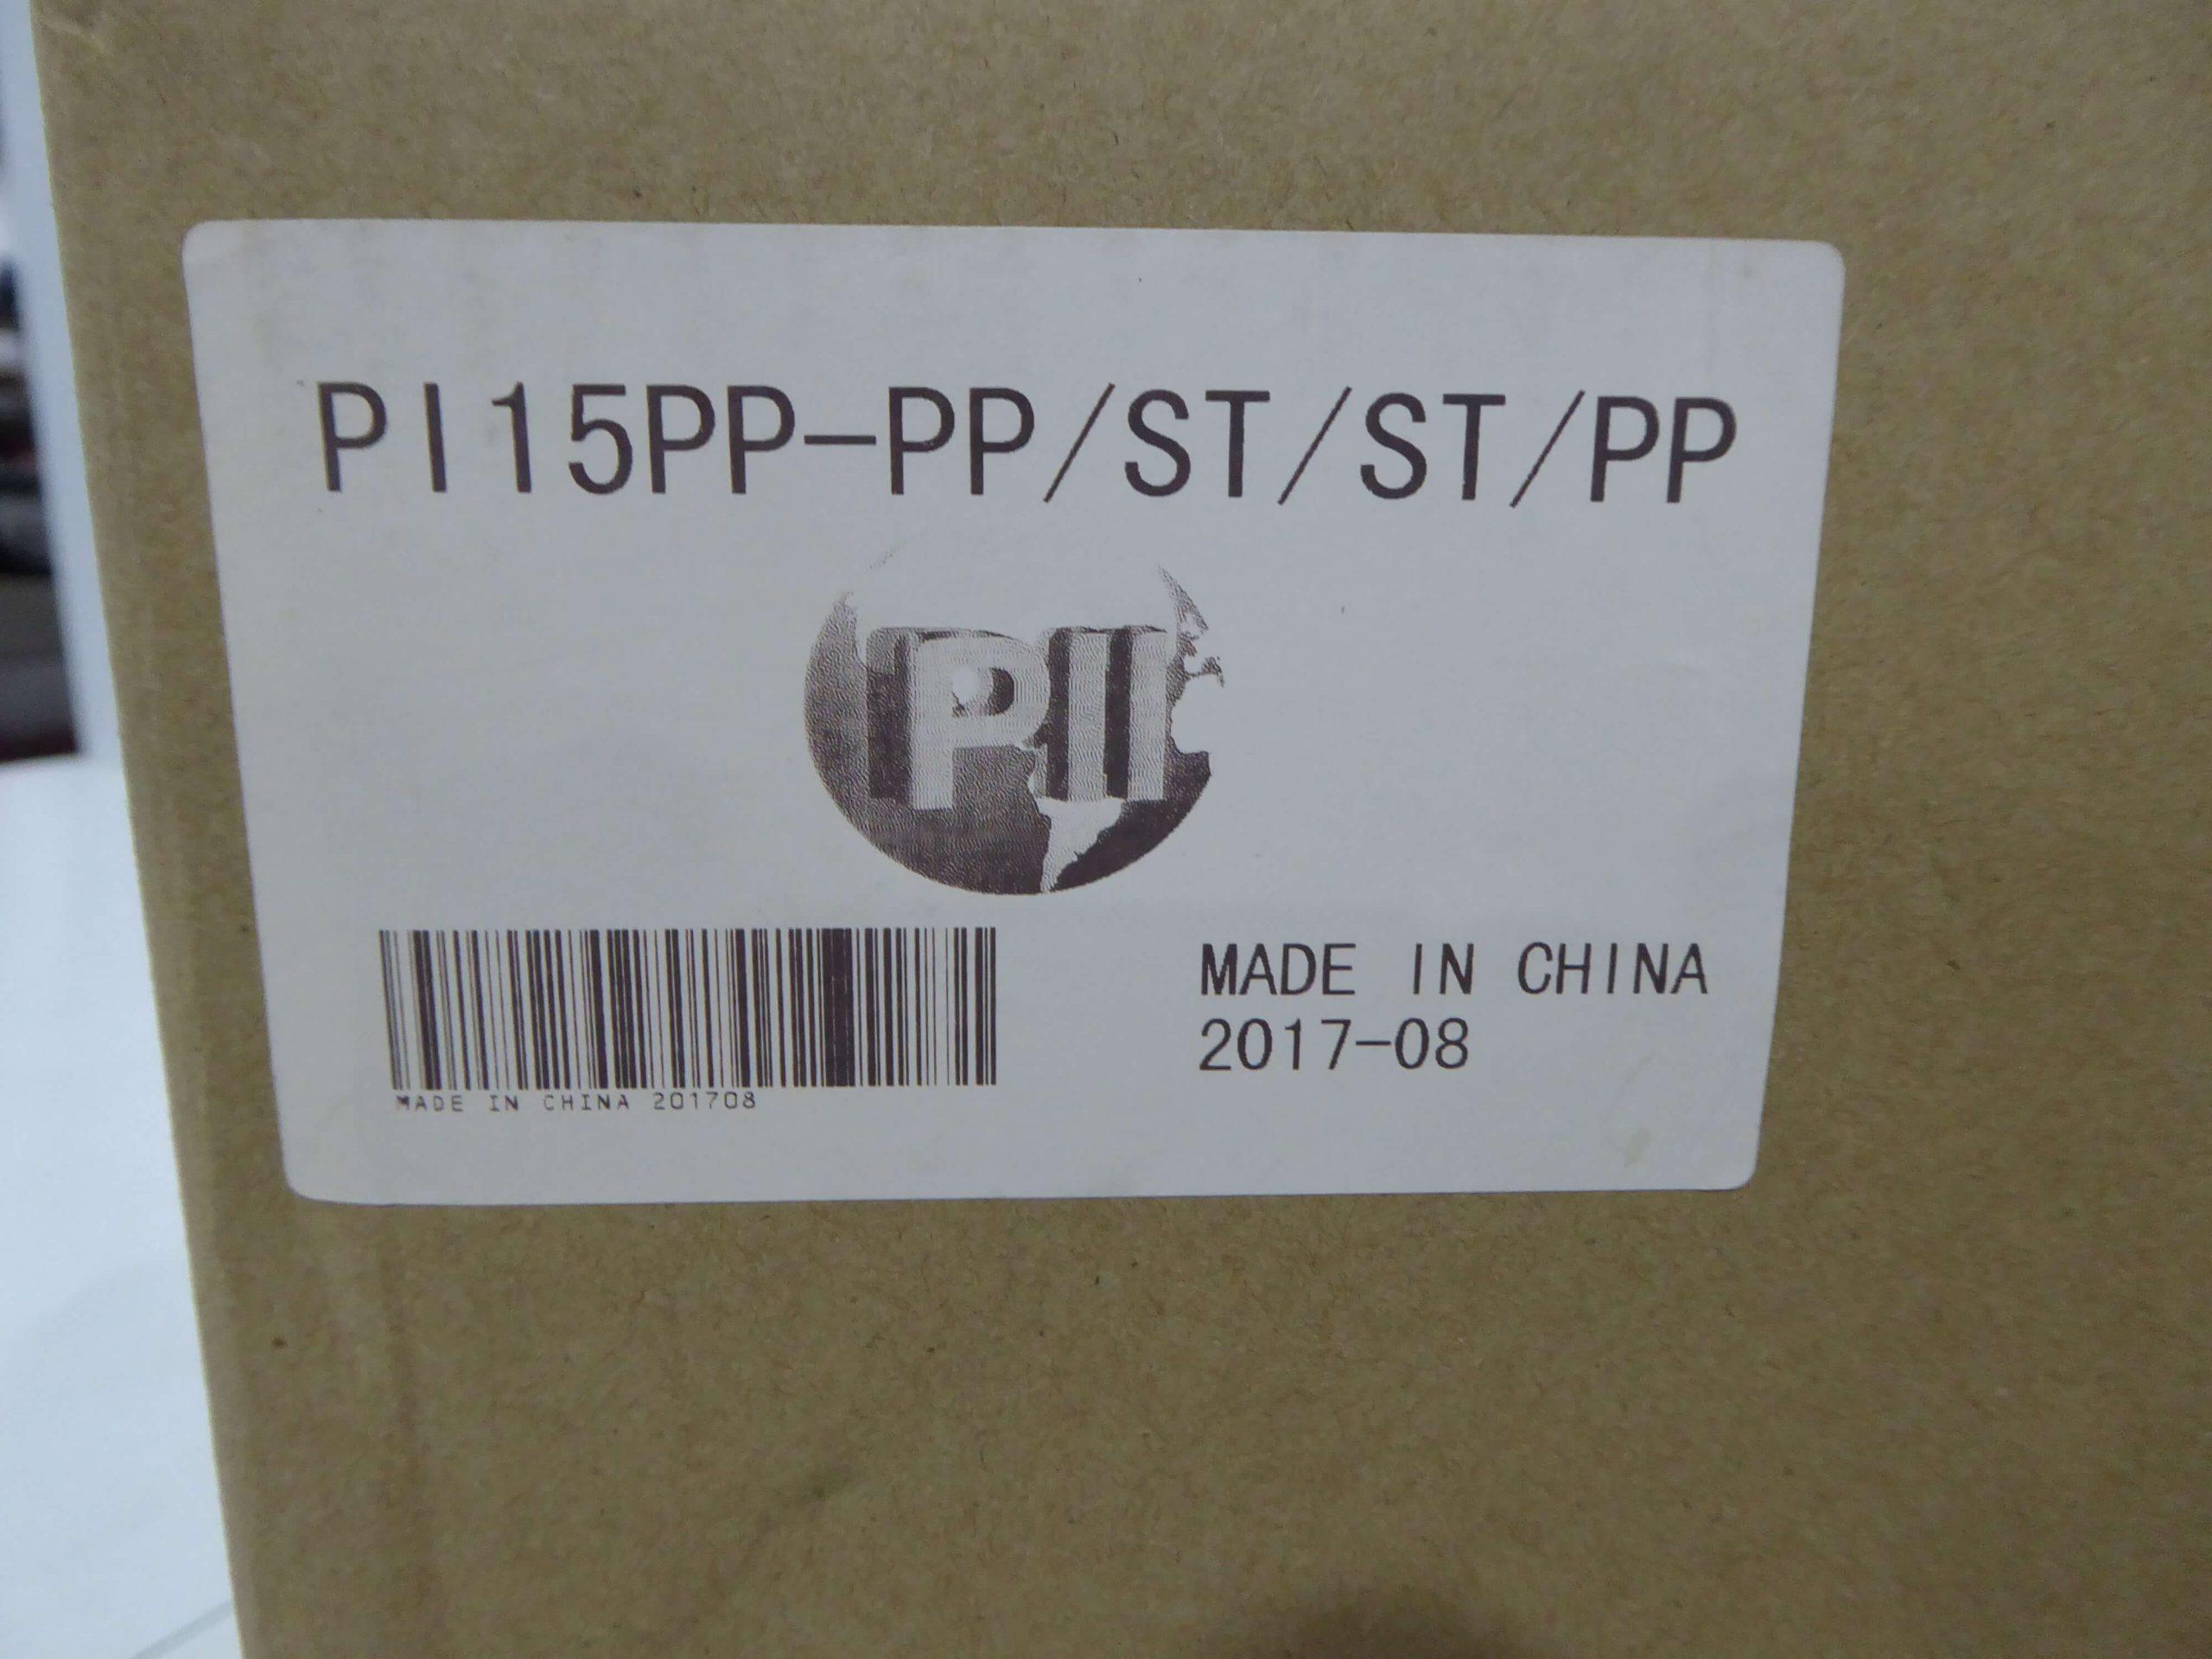 PI15PP-PP/ST/ST/PP
PII
MADE IN CHINA
2017-08
MADE IN CHINA 201708